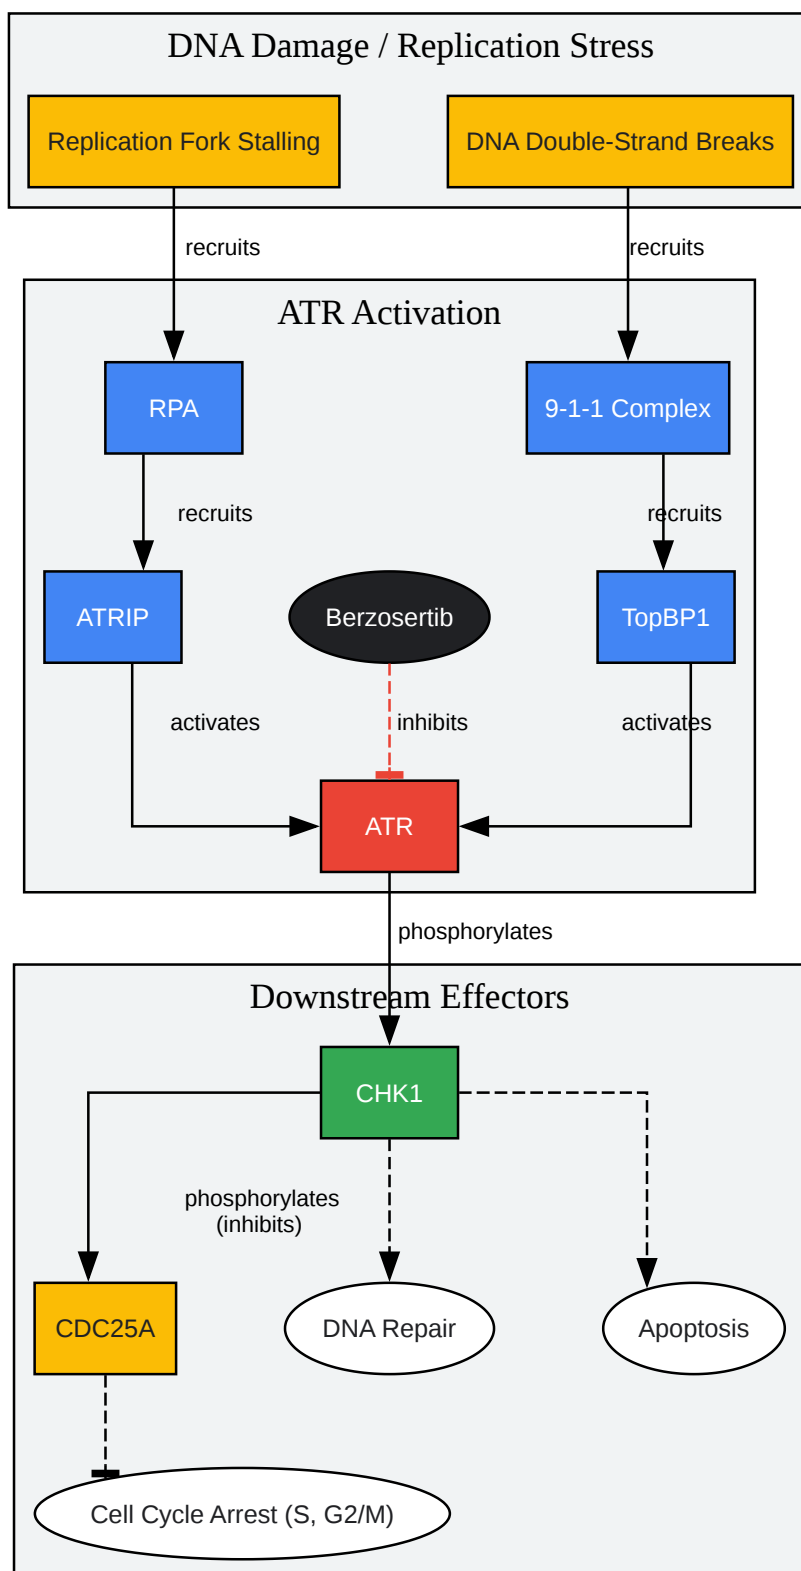 DNA Damage / Replication Stress
Replication Fork Stalling
DNA Double-Strand Breaks
recruits
recruits
ATR Activation
RPA
9-1-1 Complex
recruits
recruits
ATRIP
Berzosertib
TopBP1
activates
inhibits
activates
ATR
phosphorylates
Downstream Effectors
CHK1
phosphorylates
(inhibits)
CDC25A
DNA Repair
Apoptosis
Cell Cycle Arrest (S, G2/M)